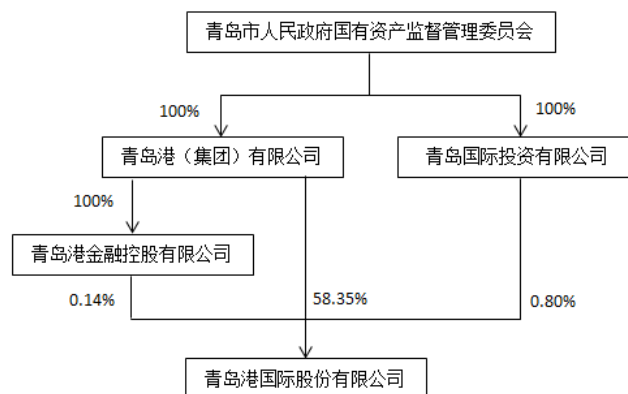 青岛市人民政府国有资产监督管理委员会
100%
100%
青岛港（集团）有限公司
青岛国际投资有限公司
100%
青岛港金融控股有限公司
0.14%
58.35%
0.80%
青岛港国际股份有限公司